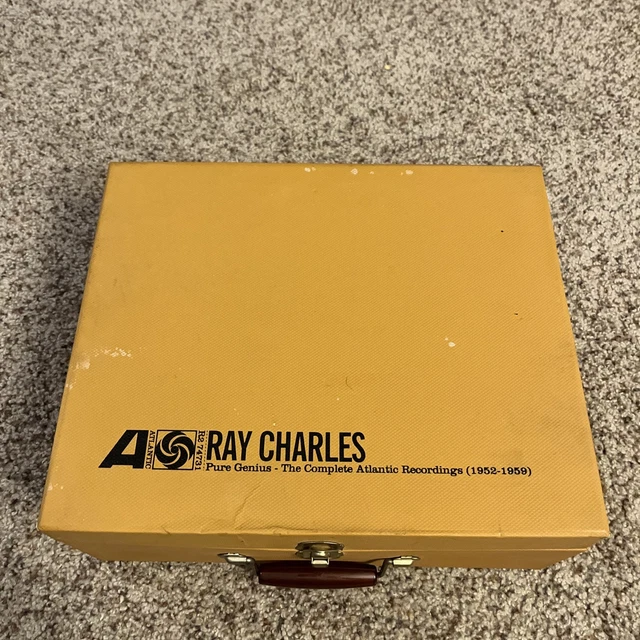 A
ATLANTIC
R2 74731
RAY CHARLES
Pure Genius - The Complete Atlantic Recordings (1952-1959)